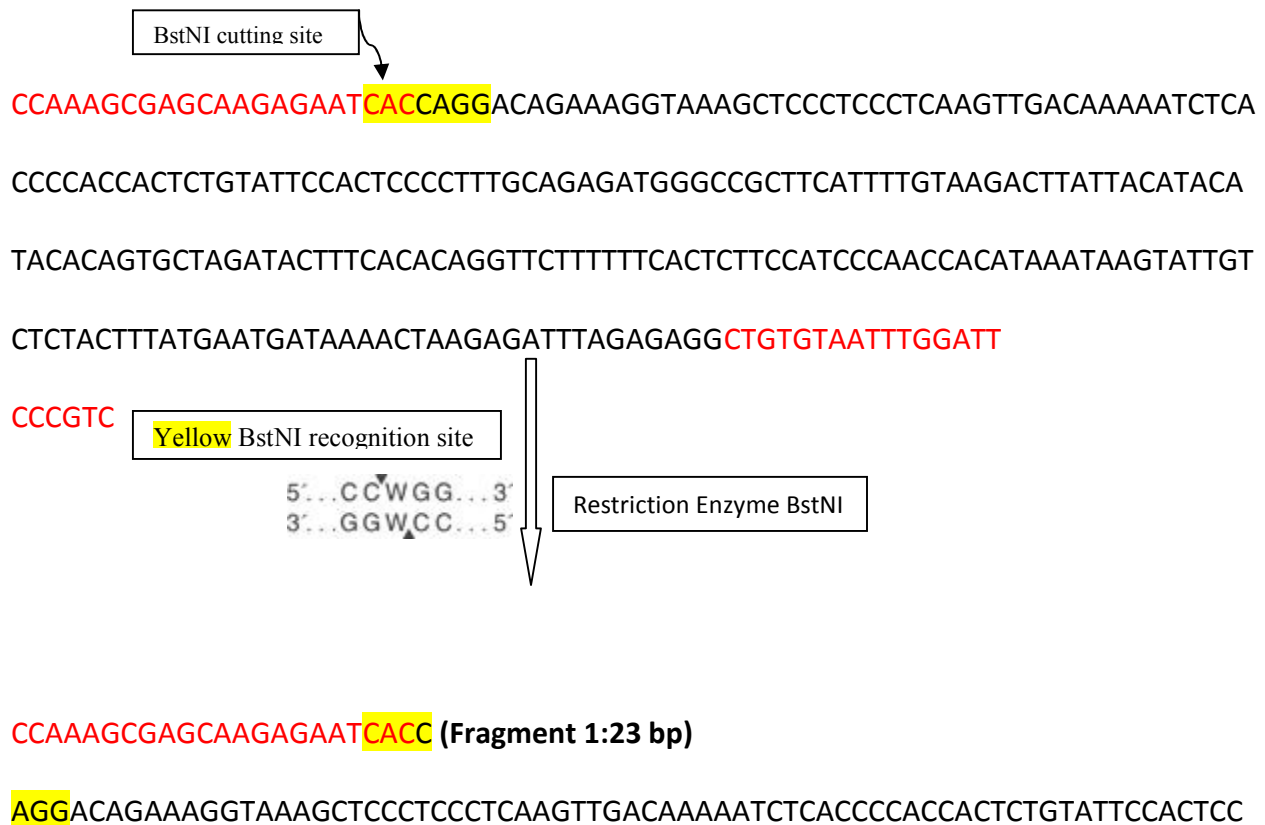 BstNI cutting site
CCAAAGCGAGCAAGAGAATCACCAGGACAGAAAGGTAAAGCTCCCTCCCTCAAGTTGACAAAAATCTCA
CCCCACCACTCTGTATTCCACTCCCCTTTGCAGAGATGGGCCGCTTCATTTTGTAAGACTTATTACATACA
TACACAGTGCTAGATACTTTCACACAGGTTCTTTTTTCACTCTTCCATCCCAACCACATAAATAAGTATTGT
CTCTACTTTATGAATGATAAAACTAAGAGATTTAGAGAGGCTGTGTAATTTGGATT
CCCGTC
Yellow BstNI recognition site
5´...CCWGG...3´
3´...GGWCC...5´
Restriction Enzyme BstNI
CCAAAGCGAGCAAGAGAATCACC (Fragment 1:23 bp)
AGGACAGAAAGGTAAAGCTCCCTCCCTCAAGTTGACAAAAATCTCACCCCACCACTCTGTATTCCACTCC